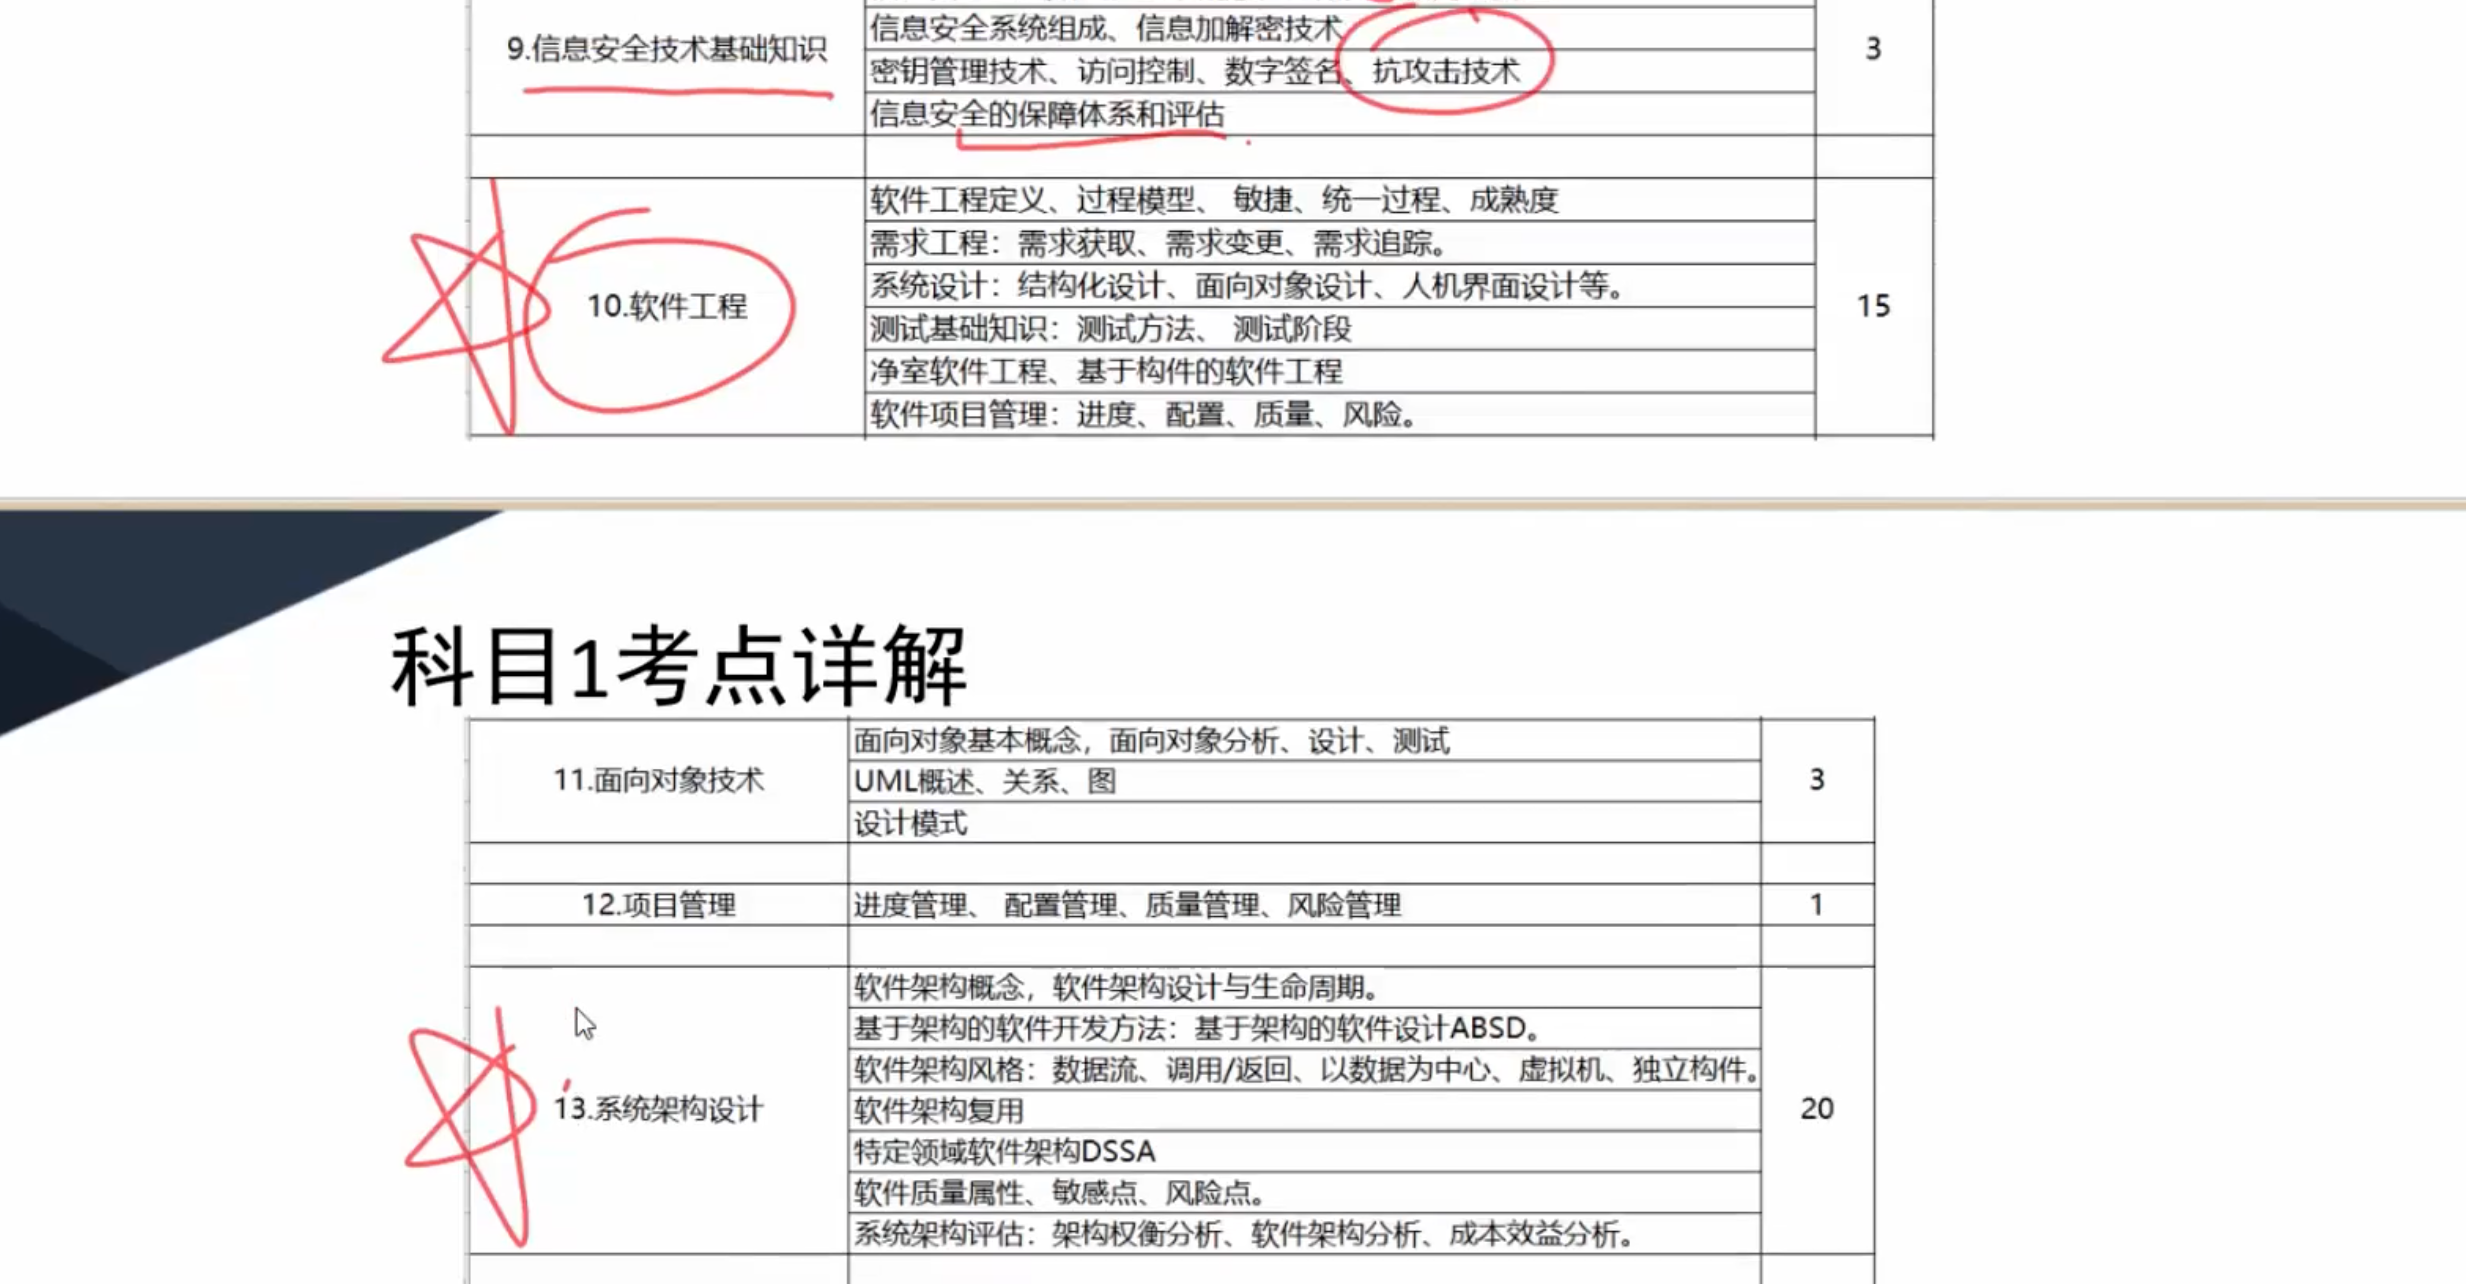 9.信息安全技术基础知识
信息安全系统组成、信息加解密技术
密钥管理技术、访问控制、数字签名、抗攻击技术
信息安全的保障体系和评估
3
10.软件工程
软件工程定义、过程模型、 敏捷、统一过程、成熟度
需求工程：需求获取、需求变更、需求追踪。
系统设计：结构化设计、面向对象设计、人机界面设计等。
测试基础知识：测试方法、 测试阶段
净室软件工程、基于构件的软件工程
软件项目管理：进度、配置、质量、风险。
15
科目1考点详解
11.面向对象技术
面向对象基本概念，面向对象分析、设计、测试
UML概述、关系、图
设计模式
3
12.项目管理
进度管理、 配置管理、质量管理、风险管理
1
13.系统架构设计
软件架构概念，软件架构设计与生命周期。
基于架构的软件开发方法：基于架构的软件设计ABSD。
软件架构风格：数据流、调用/返回、以数据为中心、虚拟机、独立构件。
软件架构复用
特定领域软件架构DSSA
软件质量属性、敏感点、风险点。
系统架构评估：架构权衡分析、软件架构分析、成本效益分析。
20